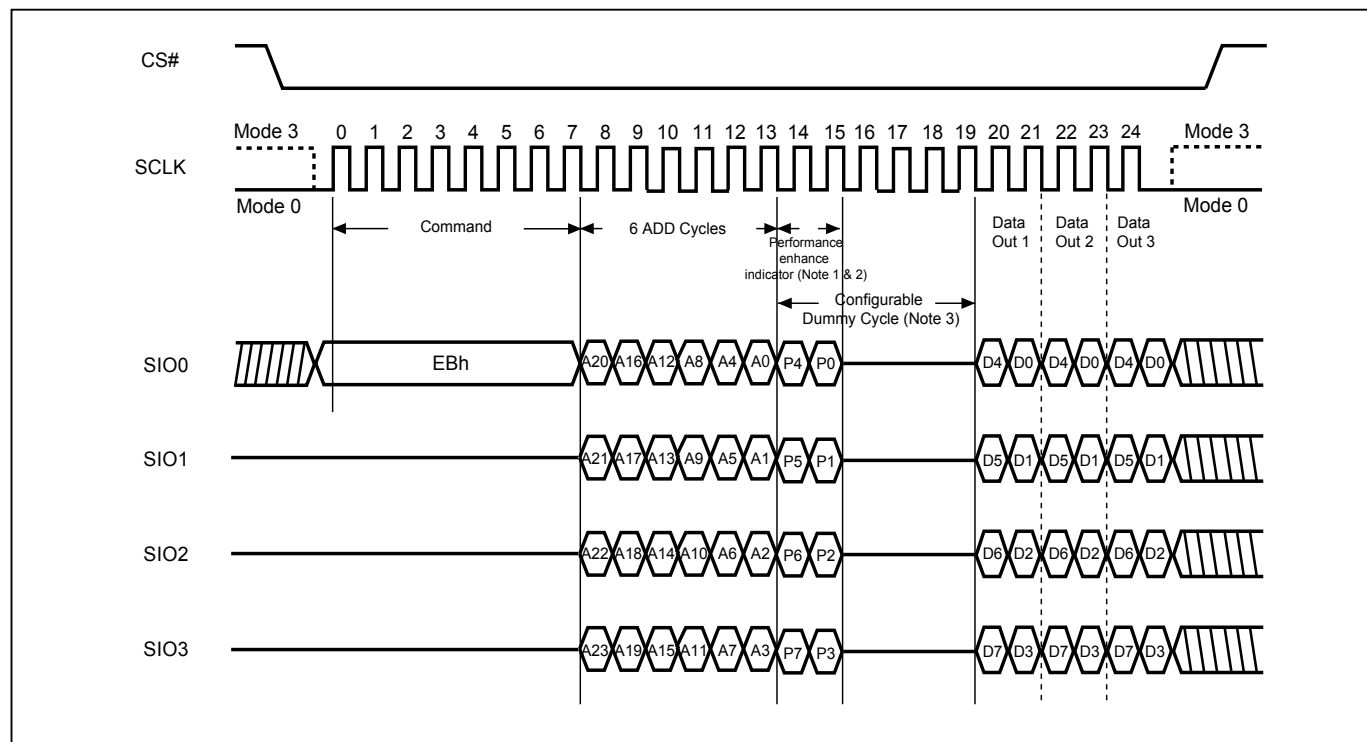 CS#
Mode 3 0 1 2 3 4 5 6 7 8 9 10 11 12 13 14 15 16 17 18 19 20 21 22 23 24 Mode 3
SCLK
Mode 0 Mode 0
Command 6 ADD Cycles Performance
enhance
indicator (Note 1 & 2) Data
Out 1 Data
Out 2 Data
Out 3
Configurable
Dummy Cycle (Note 3)
SIO0 EBh A20 A16 A12 A8 A4 A0 P4 P0 D4 D0 D4 D0 D4 D0
SIO1 A21 A17 A13 A9 A5 A1 P5 P1 D5 D1 D5 D1 D5 D1
SIO2 A22 A18 A14 A10 A6 A2 P6 P2 D6 D2 D6 D2 D6 D2
SIO3 A23 A19 A15 A11 A7 A3 P7 P3 D7 D3 D7 D3 D7 D3